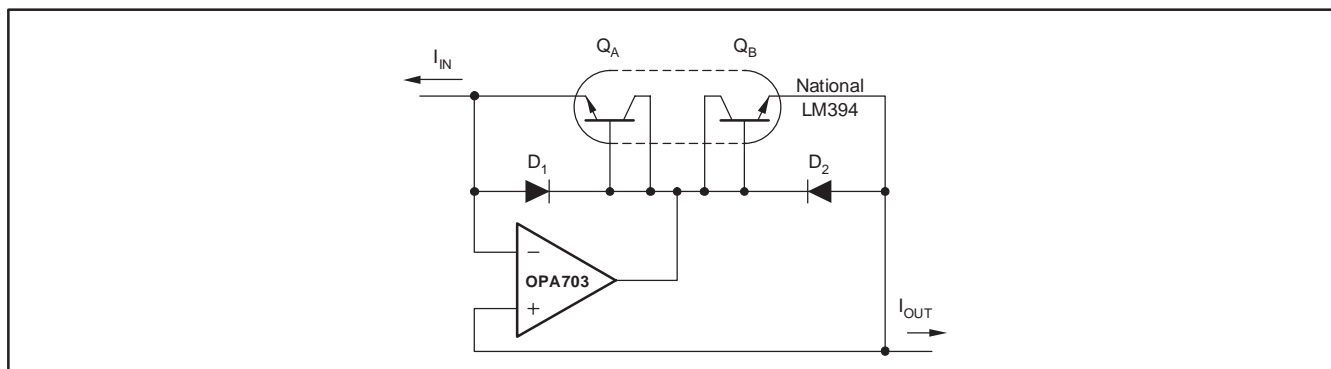 Q_A
Q_B
I_IN
National
LM394
D_1
D_2
−
OPA703
+
I_OUT